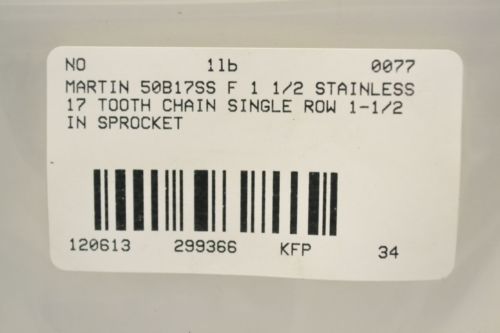 NO 1lb 0077
MARTIN 50B17SS F 1 1/2 STAINLESS
17 TOOTH CHAIN SINGLE ROW 1-1/2
IN SPROCKET
120613 299366 KFP 34